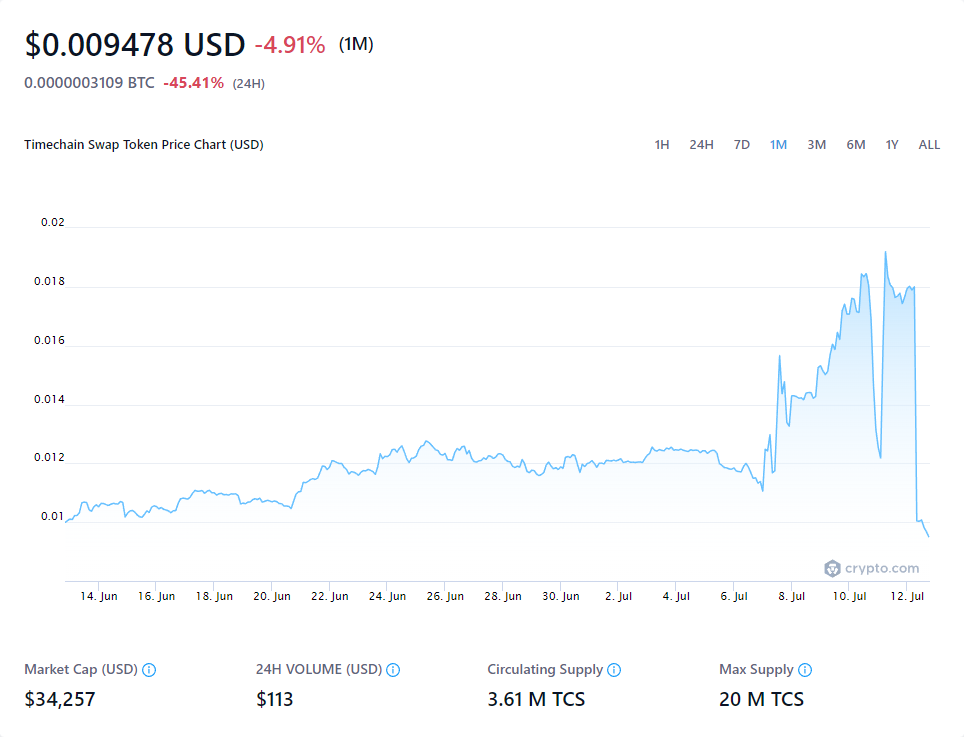 $0.009478 USD -4.91% (1M)
0.0000003109 BTC -45.41% (24H)
Timechain Swap Token Price Chart (USD) 1H 24H 7D 1M 3M 6M 1Y ALL
0.02
0.018
0.016
0.014
0.012
0.01
crypto.com
14. Jun 16. Jun 18. Jun 20. Jun 22. Jun 24. Jun 26. Jun 28. Jun 30. Jun 2. Jul 4. Jul 6. Jul 8. Jul 10. Jul 12. Jul
Market Cap (USD) 24H VOLUME (USD) Circulating Supply Max Supply
$34,257 $113 3.61 M TCS 20 M TCS